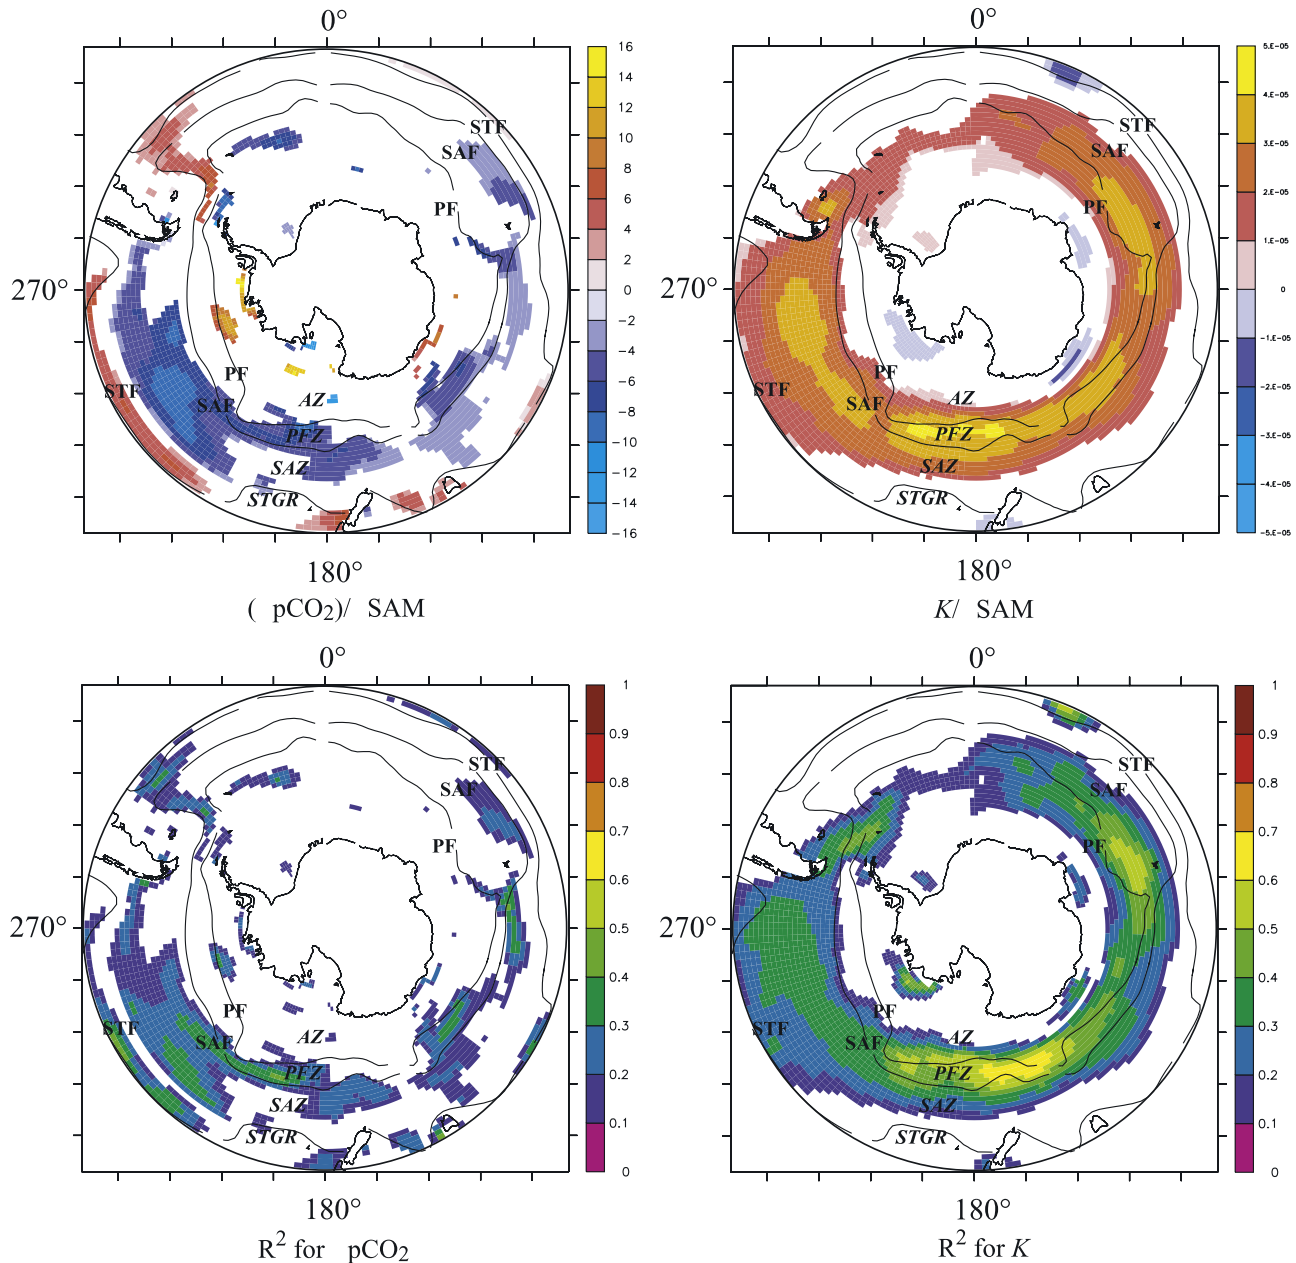 0°
0°
16
14
12
10
8
6
4
2
0
-2
-4
-6
-8
-10
-12
-14
-16
5.E-05
4.E-05
3.E-05
2.E-05
1.E-05
0
-1.E-05
-2.E-05
-3.E-05
-4.E-05
-5.E-05
STF
SAF
PF
270°
STF
PF
SAF
AZ
PFZ
SAZ
STGR
STF
SAF
PF
270°
STF
PF
SAF
AZ
PFZ
SAZ
STGR
180°
180°
( pCO2)/ SAM
K/ SAM
0°
0°
1
0.9
0.8
0.7
0.6
0.5
0.4
0.3
0.2
0.1
0
1
0.9
0.8
0.7
0.6
0.5
0.4
0.3
0.2
0.1
0
STF
SAF
PF
270°
STF
PF
SAF
AZ
PFZ
SAZ
STGR
STF
SAF
PF
270°
STF
PF
SAF
AZ
PFZ
SAZ
STGR
180°
180°
R2 for pCO2
R2 for K